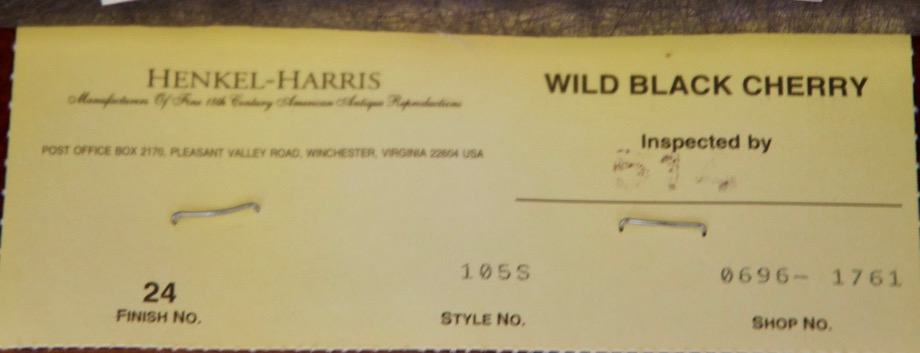 HENKEL-HARRIS
Manufacturers Of Fine 18th Century American Antique Reproductions
POST OFFICE BOX 2170, PLEASANT VALLEY ROAD, WINCHESTER, VIRGINIA 22604 USA
WILD BLACK CHERRY
Inspected by
514
24
FINISH NO.
105S
STYLE NO.
0696- 1761
SHOP NO.